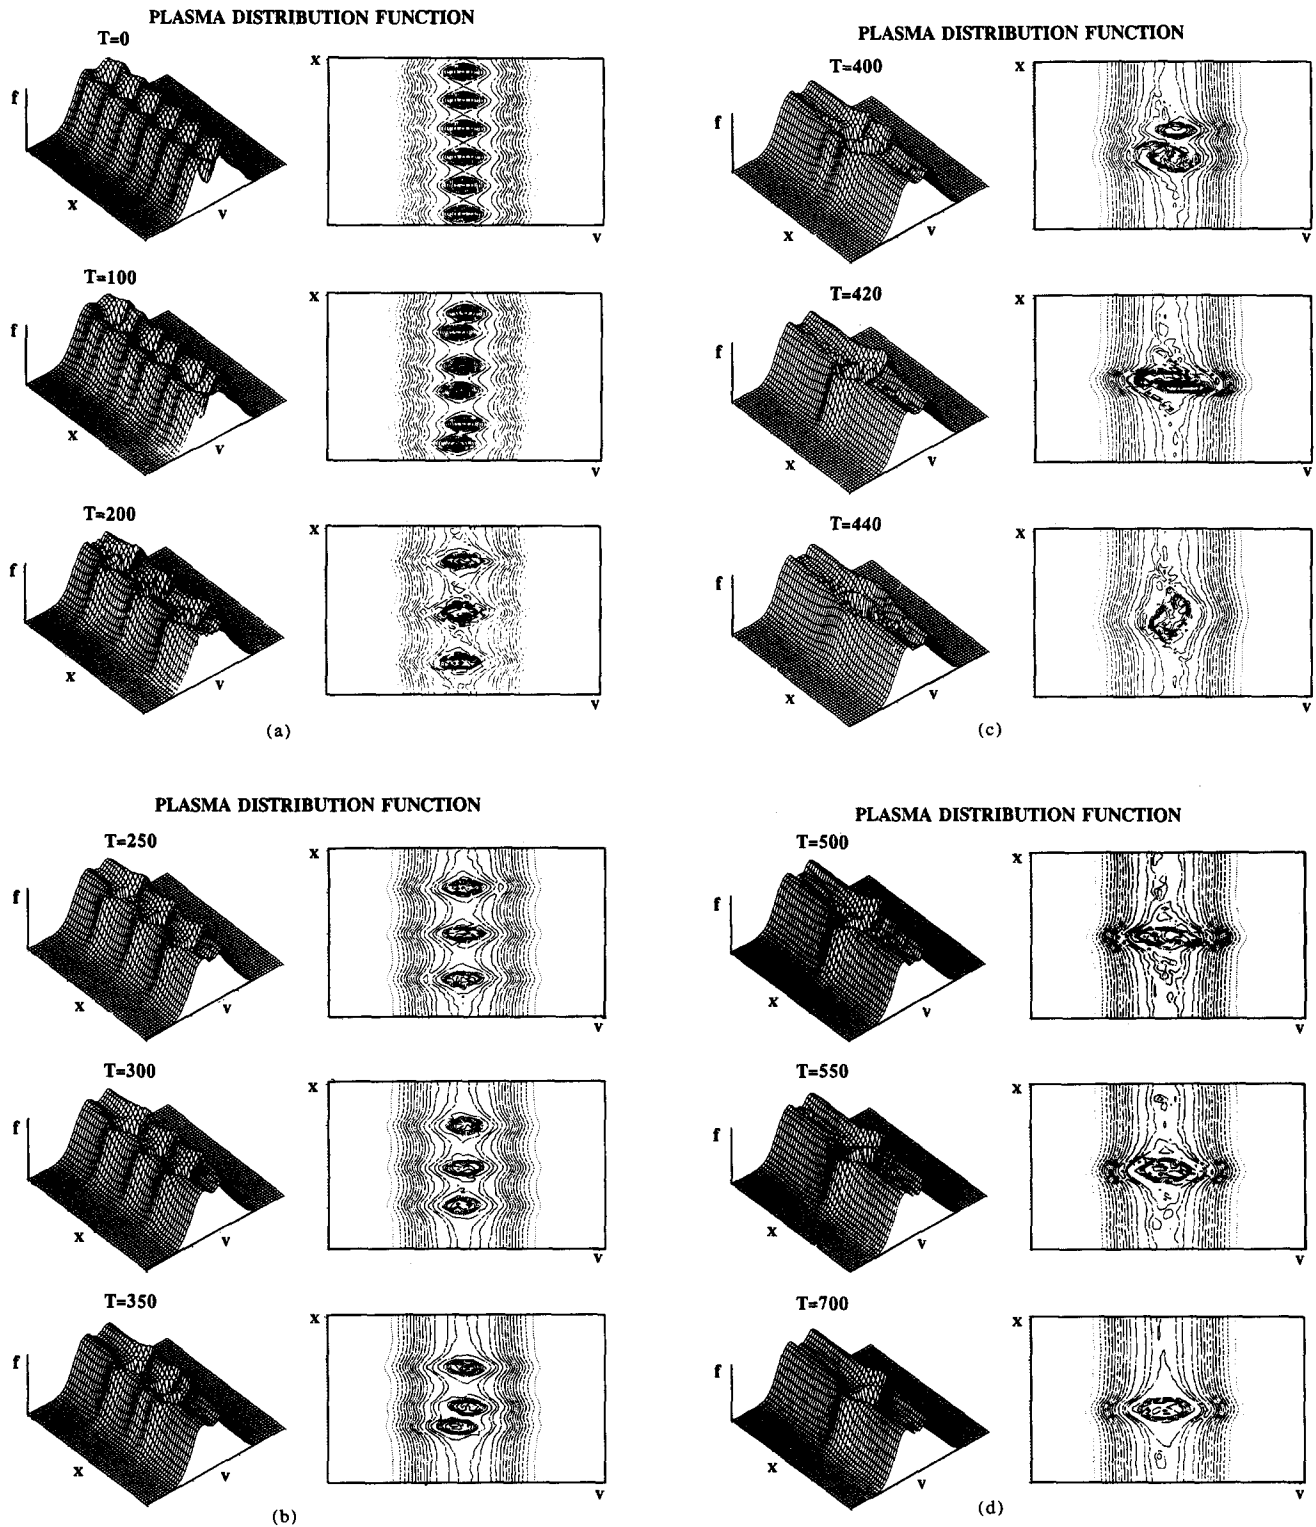 PLASMA DISTRIBUTION FUNCTION
T=0
f
x
v
x
v
T=100
f
x
v
x
v
T=200
f
x
v
x
v
(a)
PLASMA DISTRIBUTION FUNCTION
T=400
f
x
v
x
v
T=420
f
x
v
x
v
T=440
f
x
v
x
v
(c)
PLASMA DISTRIBUTION FUNCTION
T=250
f
x
v
x
v
T=300
f
x
v
x
v
T=350
f
x
v
x
v
(b)
PLASMA DISTRIBUTION FUNCTION
T=500
f
x
v
x
v
T=550
f
x
v
x
v
T=700
f
x
v
x
v
(d)